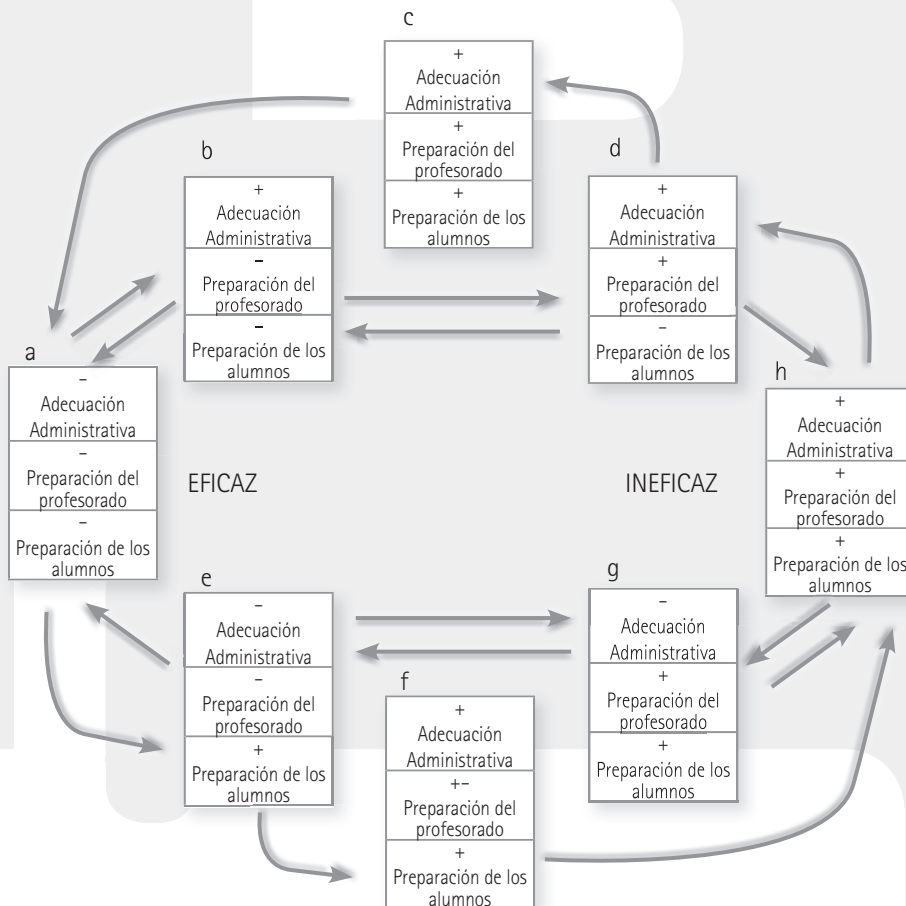 c
+
Adecuación
Administrativa
+
Preparación del
profesorado
+
Preparación de los
alumnos
b
+
Adecuación
Administrativa
–
Preparación del
profesorado
–
Preparación de los
alumnos
d
+
Adecuación
Administrativa
+
Preparación del
profesorado
–
Preparación de los
alumnos
a
–
Adecuación
Administrativa
–
Preparación del
profesorado
–
Preparación de los
alumnos
EFICAZ
INEFICAZ
h
+
Adecuación
Administrativa
+
Preparación del
profesorado
+
Preparación de los
alumnos
e
–
Adecuación
Administrativa
–
Preparación del
profesorado
+
Preparación de los
alumnos
g
–
Adecuación
Administrativa
+
Preparación del
profesorado
+
Preparación de los
alumnos
f
+
Adecuación
Administrativa
+–
Preparación del
profesorado
+
Preparación de los
alumnos